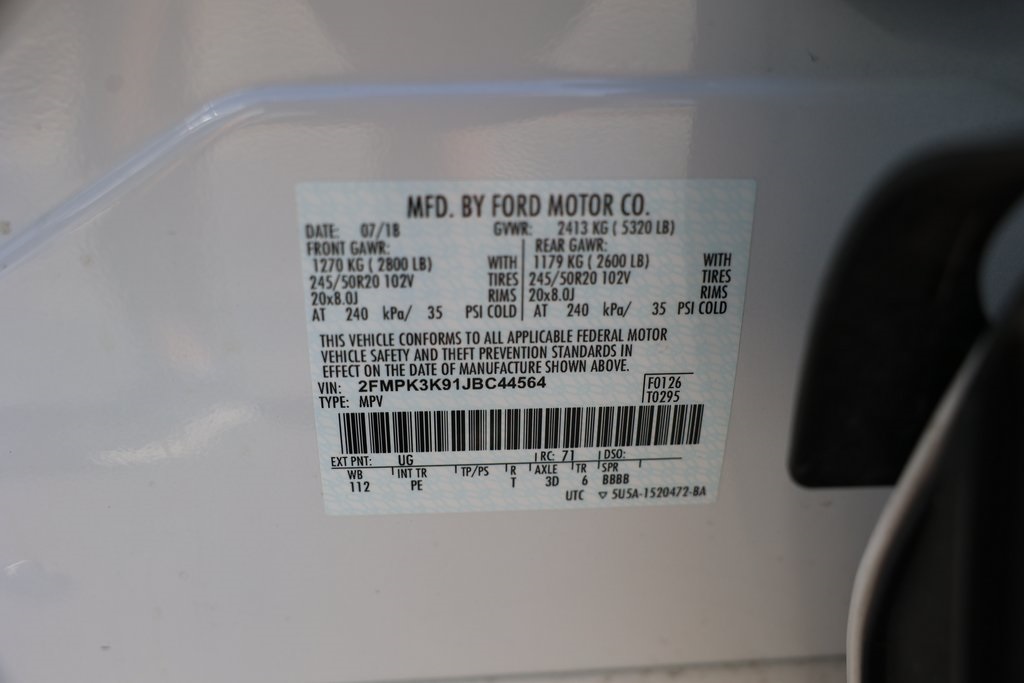 MFD. BY FORD MOTOR CO.
DATE: 07/18 GVWR: 2413 KG ( 5320 LB)
FRONT GAWR: REAR GAWR:
1270 KG ( 2800 LB) WITH 1179 KG ( 2600 LB) WITH
245/50R20 102V TIRES 245/50R20 102V TIRES
20x8.0J RIMS 20x8.0J RIMS
AT 240 kPa/ 35 PSI COLD AT 240 kPa/ 35 PSI COLD
THIS VEHICLE CONFORMS TO ALL APPLICABLE FEDERAL MOTOR
VEHICLE SAFETY AND THEFT PREVENTION STANDARDS IN
EFFECT ON THE DATE OF MANUFACTURE SHOWN ABOVE.
VIN: 2FMPK3K91JBC44564 F0126
TYPE: MPV T0295
EXT PNT: UG RC: 71 DSO:
WB INT TR TP/PS R AXLE TR SPR
112 PE T 3D 6 BBBB
UTC ▽ 5U5A-1520472-BA